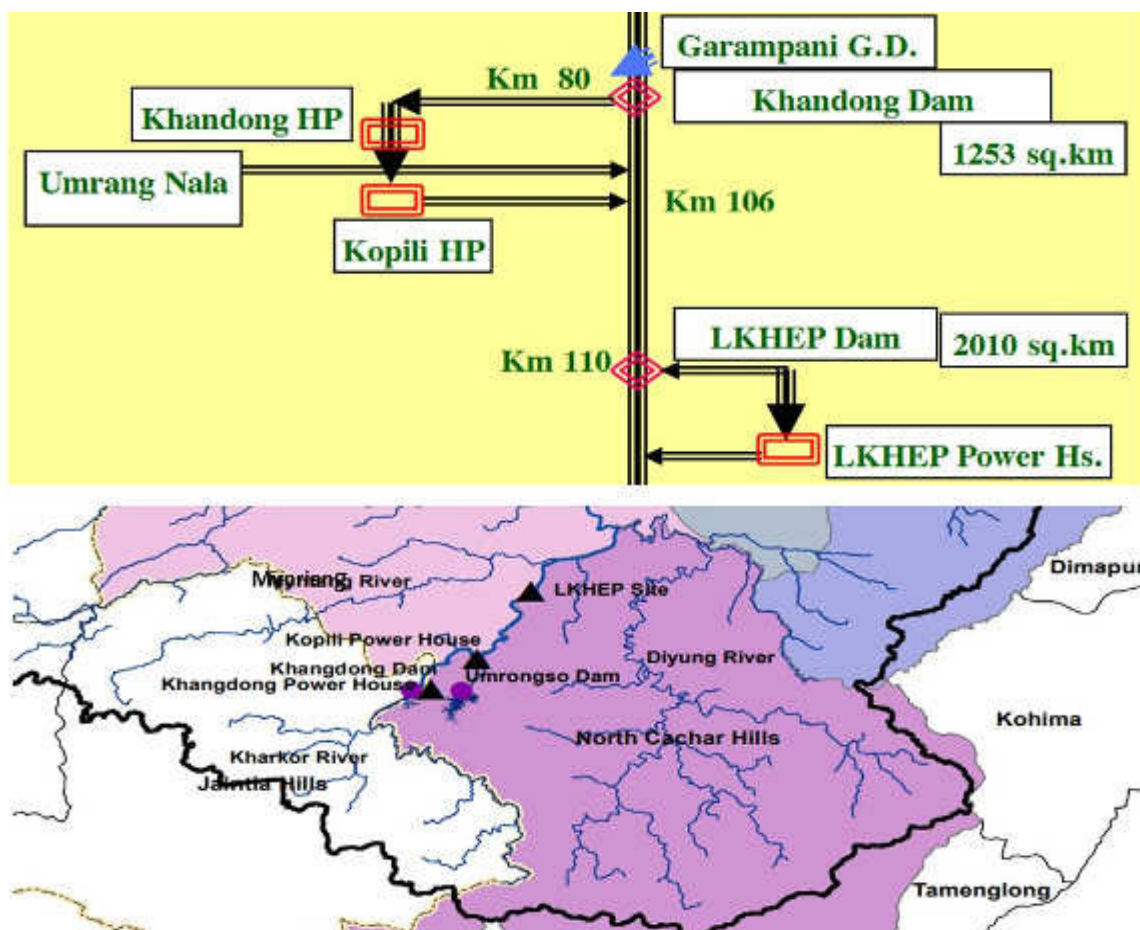 Garampani G.D.
Km 80
Khandong Dam
Khandong HP
1253 sq.km
Umrang Nala
Km 106
Kopili HP
LKHEP Dam
2010 sq.km
Km 110
LKHEP Power Hs.
Dimapur
River
LKHEP Site
Kopili Power House
Diyung River
Khangdong Dam
Umrongso Dam
Khangdong Power House
Kohima
North Cachar Hills
Kharkor River
Jaintia Hills
Tamenglong